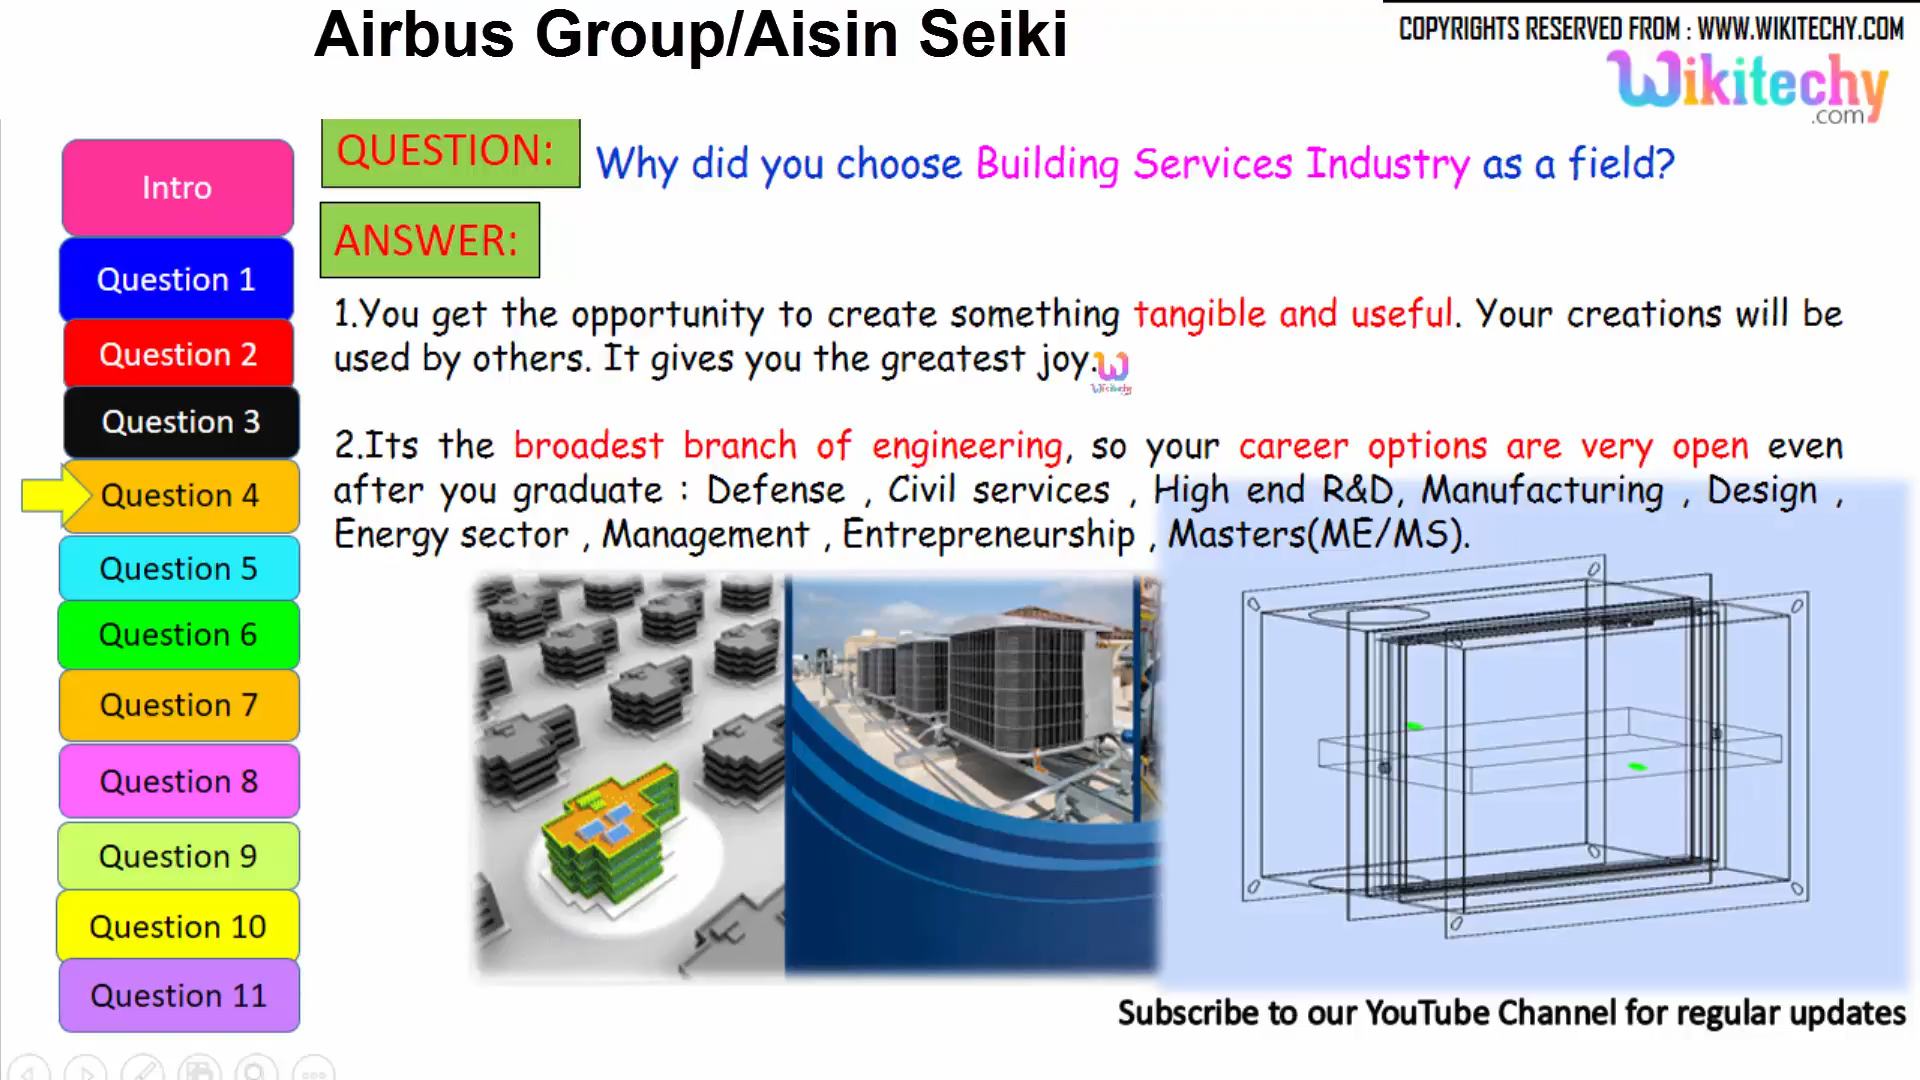 Airbus Group/Aisin Seiki
COPYRIGHTS RESERVED FROM : WWW.WIKITECHY.COM
Wikitechy
.com
QUESTION: Why did you choose Building Services Industry as a field?
ANSWER:
1.You get the opportunity to create something tangible and useful. Your creations will be
used by others. It gives you the greatest joy.
W
Wikitechy
2.Its the broadest branch of engineering, so your career options are very open even
after you graduate : Defense , Civil services , High end R&D, Manufacturing , Design ,
Energy sector , Management , Entrepreneurship , Masters(ME/MS).
Intro
Question 1
Question 2
Question 3
Question 4
Question 5
Question 6
Question 7
Question 8
Question 9
Question 10
Question 11
Subscribe to our YouTube Channel for regular updates